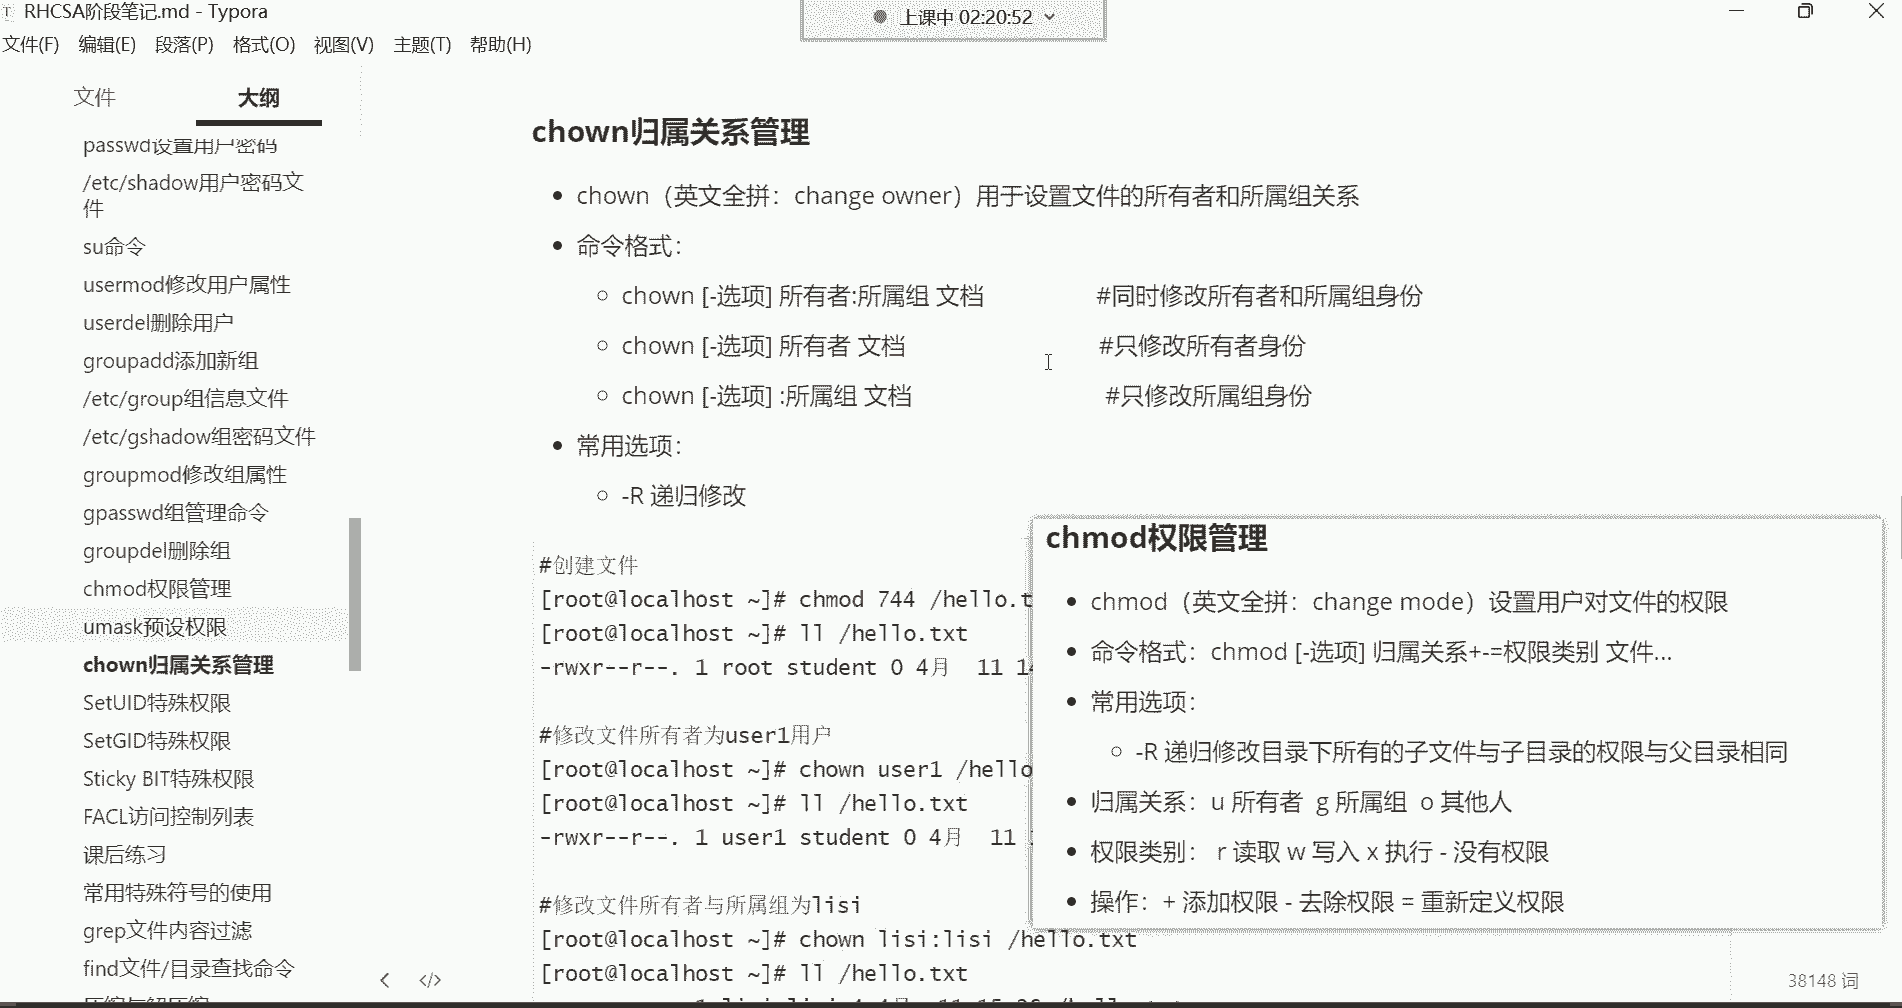 RHCSA阶段笔记.md - Typora
上课中 02:20:52
文件(F) 编辑(E) 段落(P) 格式(O) 视图(V) 主题(T) 帮助(H)
文件 大纲
passwd设置用户密码
/etc/shadow用户密码文
件
su命令
usermod修改用户属性
userdel删除用户
groupadd添加新组
/etc/group组信息文件
/etc/gshadow组密码文件
groupmod修改组属性
gpasswd组管理命令
groupdel删除组
chmod权限管理
umask预设权限
chown归属关系管理
SetUID特殊权限
SetGID特殊权限
Sticky BIT特殊权限
FACL访问控制列表
课后练习
常用特殊符号的使用
grep文件内容过滤
find文件/目录查找命令
压缩与解压缩
chown归属关系管理
chown（英文全拼：change owner）用于设置文件的所有者和所属组关系
命令格式：
chown [-选项] 所有者:所属组 文档 #同时修改所有者和所属组身份
chown [-选项] 所有者 文档 #只修改所有者身份
chown [-选项] :所属组 文档 #只修改所属组身份
常用选项：
-R 递归修改
#创建文件
[root@localhost ~]# chmod 744 /hello.t
[root@localhost ~]# ll /hello.txt
-rwxr--r--. 1 root student 0 4月 11 1
#修改文件所有者为user1用户
[root@localhost ~]# chown user1 /hello
[root@localhost ~]# ll /hello.txt
-rwxr--r--. 1 user1 student 0 4月 11
#修改文件所有者与所属组为lisi
[root@localhost ~]# chown lisi:lisi /hello.txt
[root@localhost ~]# ll /hello.txt
chmod权限管理
chmod（英文全拼：change mode）设置用户对文件的权限
命令格式：chmod [-选项] 归属关系+-=权限类别 文件...
常用选项：
-R 递归修改目录下所有的子文件与子目录的权限与父目录相同
归属关系：u 所有者 g 所属组 o 其他人
权限类别： r 读取 w 写入 x 执行 - 没有权限
操作：+ 添加权限 - 去除权限 = 重新定义权限
38148 词